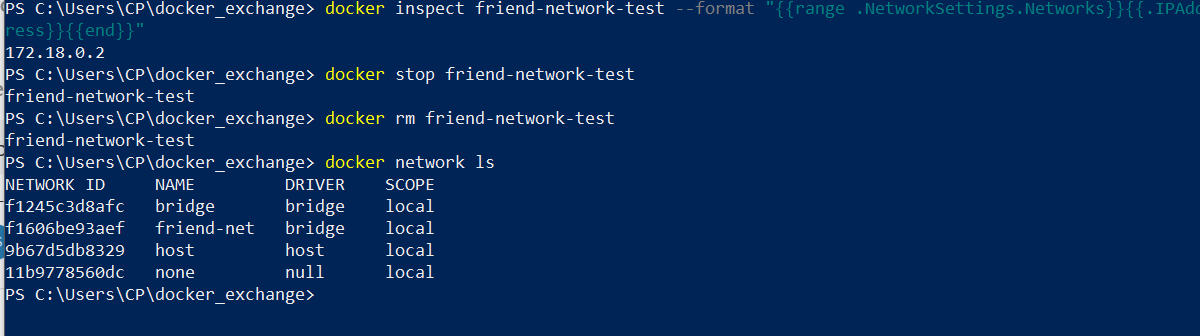 PS C:\Users\CP\docker_exchange> docker inspect friend-network-test --format "{{range .NetworkSettings.Networks}}{{.IPAdd
ress}}{{end}}"
172.18.0.2
PS C:\Users\CP\docker_exchange> docker stop friend-network-test
friend-network-test
PS C:\Users\CP\docker_exchange> docker rm friend-network-test
friend-network-test
PS C:\Users\CP\docker_exchange> docker network ls
NETWORK ID     NAME         DRIVER    SCOPE
f1245c3d8afc   bridge       bridge    local
f1606be93aef   friend-net   bridge    local
9b67d5db8329   host         host      local
11b9778560dc   none         null      local
PS C:\Users\CP\docker_exchange>